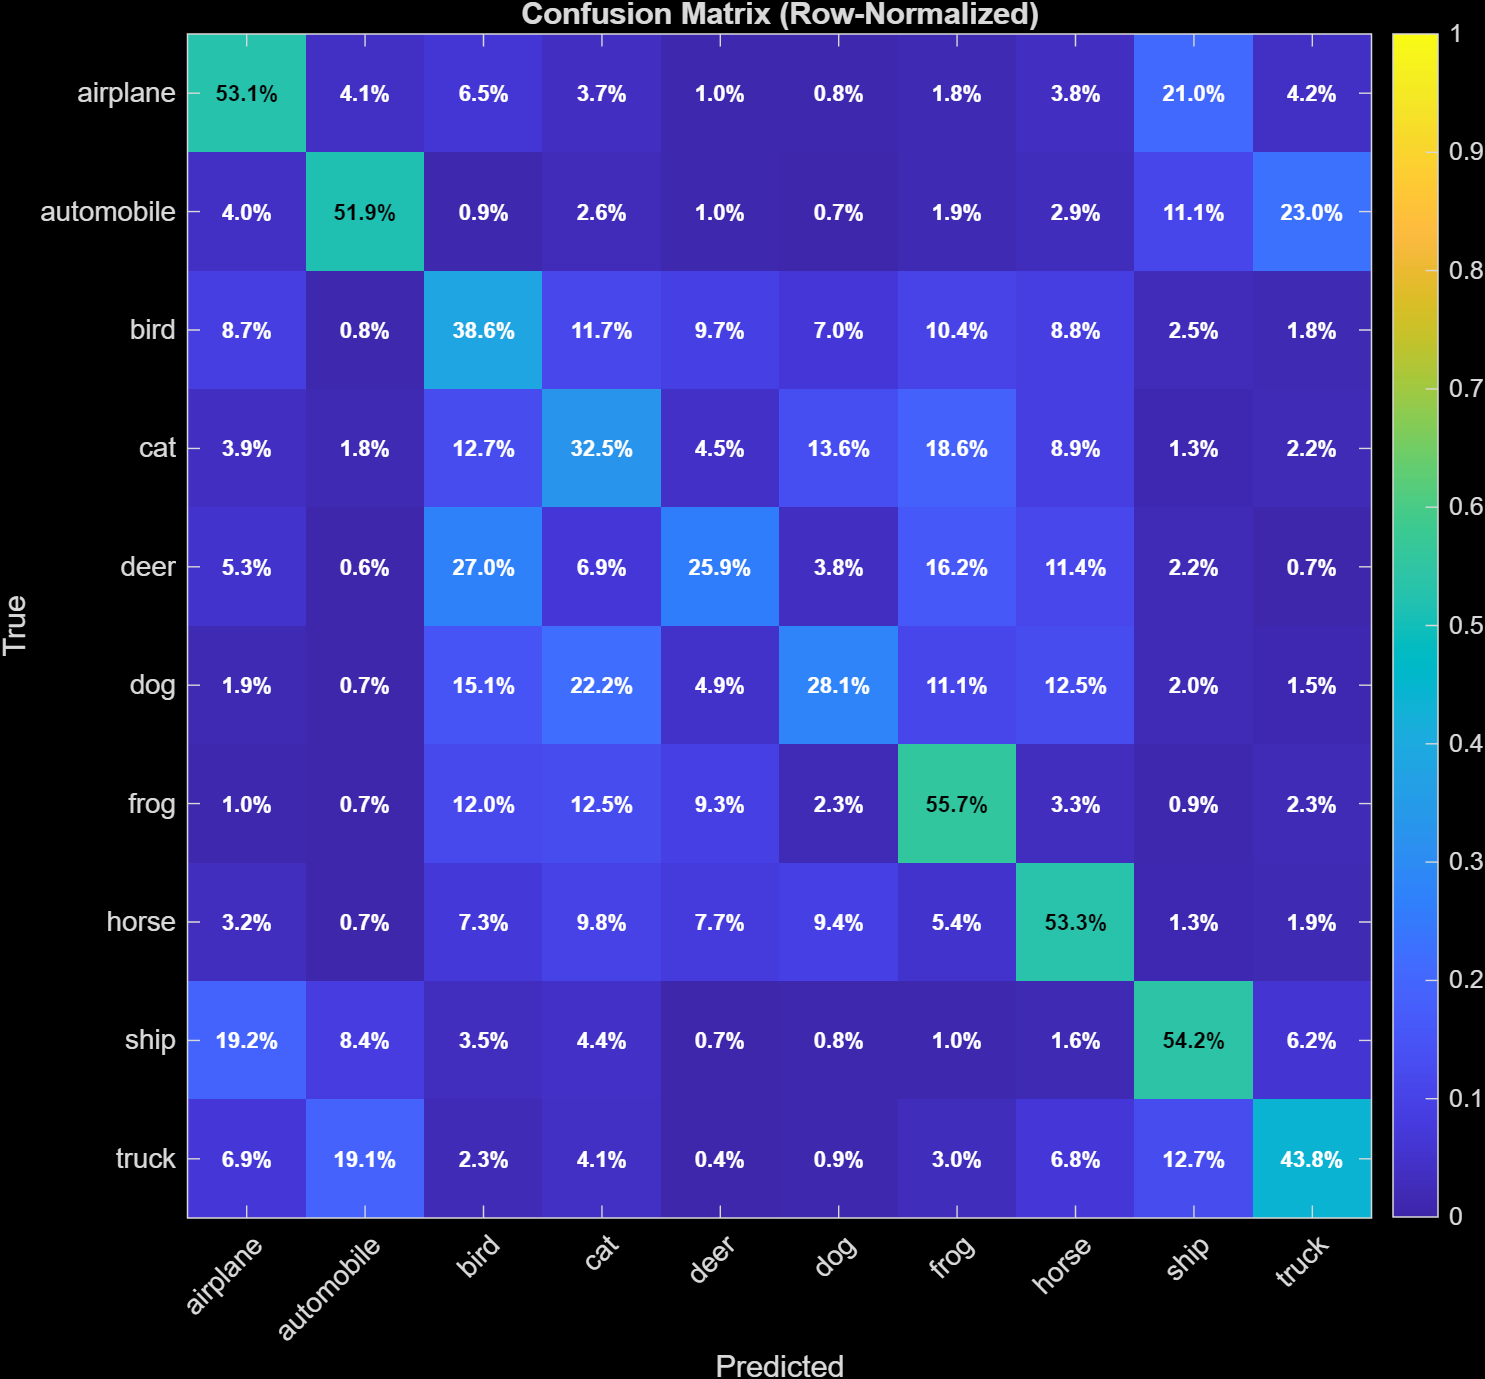 Confusion Matrix (Row-Normalized)
airplane 53.1% 4.1% 6.5% 3.7% 1.0% 0.8% 1.8% 3.8% 21.0% 4.2%
automobile 4.0% 51.9% 0.9% 2.6% 1.0% 0.7% 1.9% 2.9% 11.1% 23.0%
bird 8.7% 0.8% 38.6% 11.7% 9.7% 7.0% 10.4% 8.8% 2.5% 1.8%
cat 3.9% 1.8% 12.7% 32.5% 4.5% 13.6% 18.6% 8.9% 1.3% 2.2%
deer 5.3% 0.6% 27.0% 6.9% 25.9% 3.8% 16.2% 11.4% 2.2% 0.7%
dog 1.9% 0.7% 15.1% 22.2% 4.9% 28.1% 11.1% 12.5% 2.0% 1.5%
frog 1.0% 0.7% 12.0% 12.5% 9.3% 2.3% 55.7% 3.3% 0.9% 2.3%
horse 3.2% 0.7% 7.3% 9.8% 7.7% 9.4% 5.4% 53.3% 1.3% 1.9%
ship 19.2% 8.4% 3.5% 4.4% 0.7% 0.8% 1.0% 1.6% 54.2% 6.2%
truck 6.9% 19.1% 2.3% 4.1% 0.4% 0.9% 3.0% 6.8% 12.7% 43.8%
airplane automobile bird cat deer dog frog horse ship truck
Predicted
True
1
0.9
0.8
0.7
0.6
0.5
0.4
0.3
0.2
0.1
0